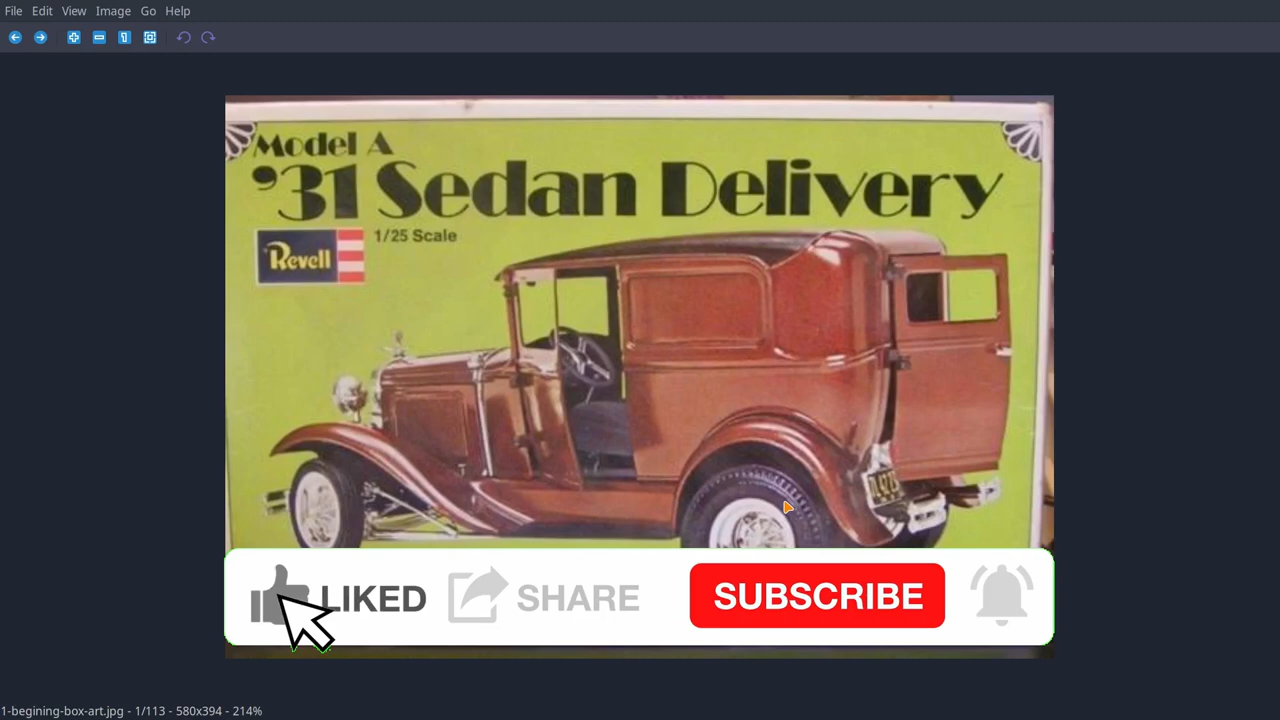 File Edit View Image Go Help
Model A
'31 Sedan Delivery
Revell
1/25 Scale
LIKED SHARE SUBSCRIBE
1-begining-box-art.jpg - 1/113 - 580x394 - 214%